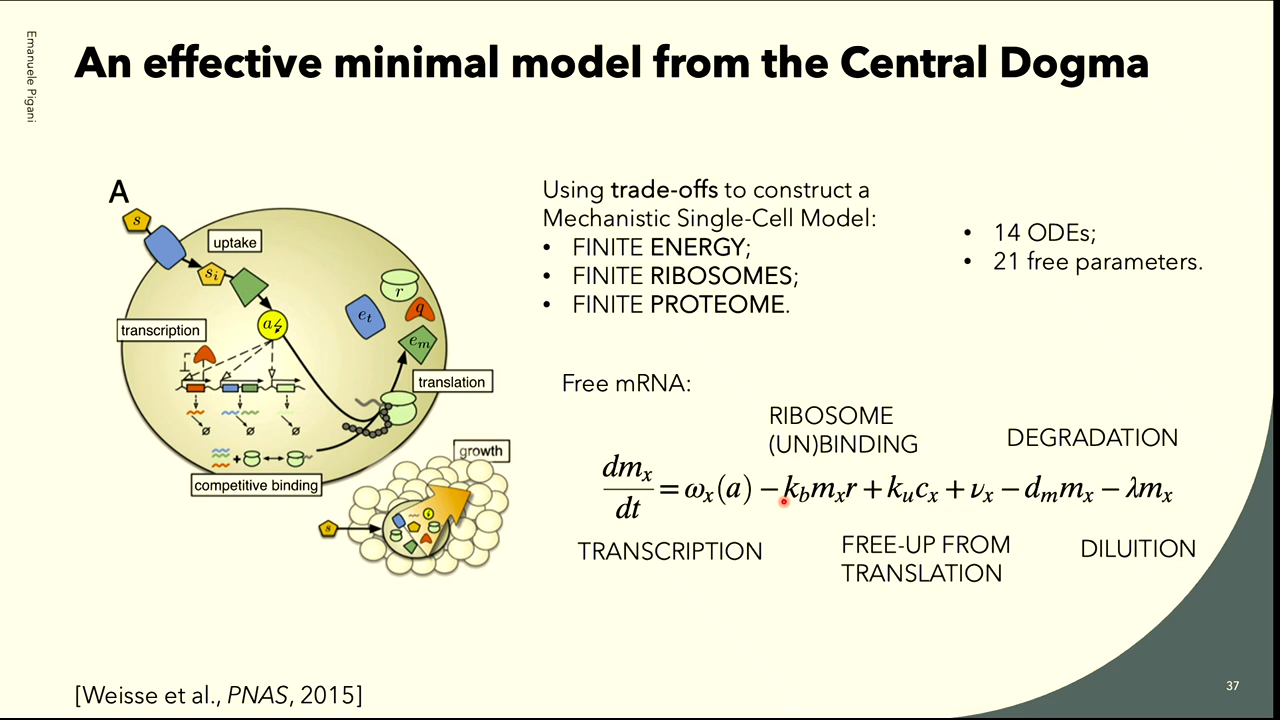 Emanuele Pigani
An effective minimal model from the Central Dogma
A
s
uptake
s_i
r
e_t
q
a
e_m
transcription
translation
competitive binding
growth
s
Using trade-offs to construct a
Mechanistic Single-Cell Model:
• FINITE ENERGY;
• FINITE RIBOSOMES;
• FINITE PROTEOME.
• 14 ODEs;
• 21 free parameters.
Free mRNA:
RIBOSOME
(UN)BINDING
DEGRADATION
dm_x/dt = ω_x(a) − k_b m_x r + k_u c_x + ν_x − d_m m_x − λm_x
TRANSCRIPTION
FREE-UP FROM
TRANSLATION
DILUITION
[Weisse et al., PNAS, 2015]
37